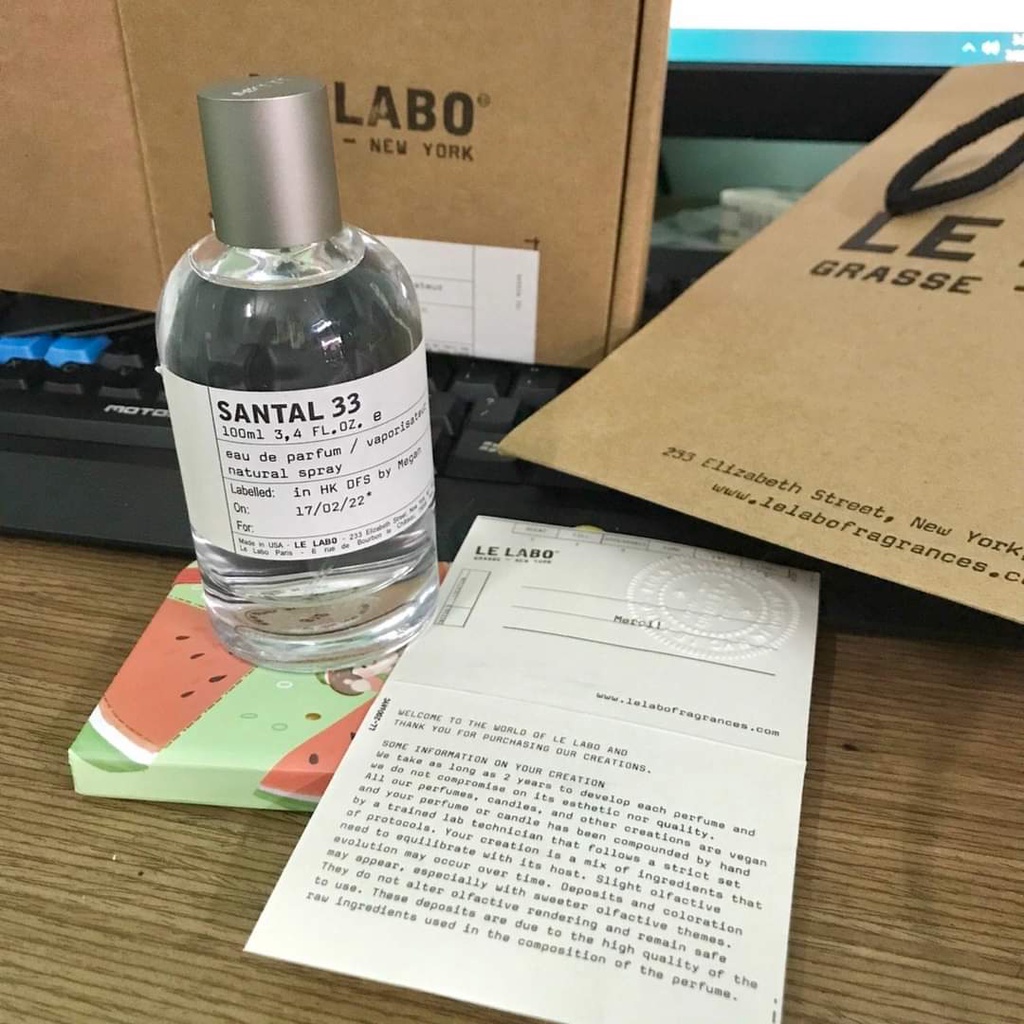 LABO®
— NEW YORK
LE
GRASSE —
233 Elizabeth Street, New York,
www.lelabofragrances.co
SANTAL 33
100ml 3,4 FL.OZ. e
eau de parfum / vaporisateur
natural spray
Labelled: in HK DFS by Megan
On: 17/02/22*
For:
Made in USA - LE LABO - 233 Elizabeth Street,
Le Labo Paris - 6 rue de Bourbon le Château,
MOTO
LE LABO
GRASSE — NEW YORK
Merci!
www.lelabofragrances.com
WELCOME TO THE WORLD OF LE LABO AND
THANK YOU FOR PURCHASING OUR CREATIONS.
SOME INFORMATION ON YOUR CREATION
We take as long as 2 years to develop each perfume and
we do not compromise on its esthetic nor quality.
All our perfumes, candles, and other creations are vegan
and your perfume or candle has been compounded by hand
by a trained lab technician that follows a strict set
of protocols. Your creation is a mix of ingredients that
need to equilibrate with its host. Slight olfactive
evolution may occur over time. Deposits and coloration
may appear, especially with sweeter olfactive themes.
They do not alter olfactive rendering and remain safe
to use. These deposits are due to the high quality of the
raw ingredients used in the composition of the perfume.